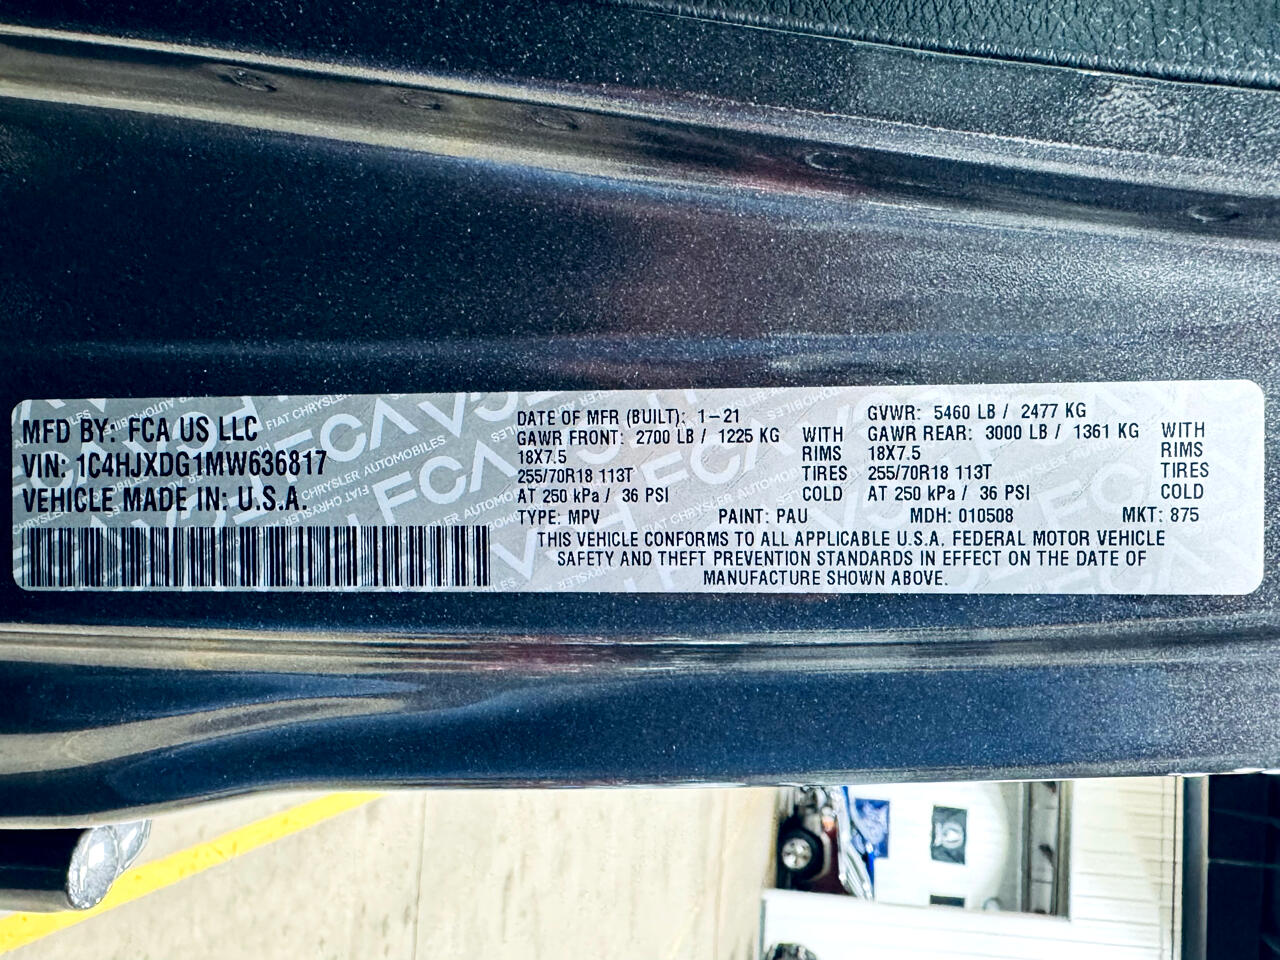 MFD BY: FCA US LLC
VIN: 1C4HJXDG1MW636817
VEHICLE MADE IN: U.S.A.
DATE OF MFR (BUILT): 1-21
GAWR FRONT: 2700 LB / 1225 KG WITH
18X7.5 RIMS
255/70R18 113T TIRES
AT 250 kPa / 36 PSI COLD
GVWR: 5460 LB / 2477 KG
GAWR REAR: 3000 LB / 1361 KG WITH
18X7.5 RIMS
255/70R18 113T TIRES
AT 250 kPa / 36 PSI COLD
TYPE: MPV PAINT: PAU MDH: 010508 MKT: 875
THIS VEHICLE CONFORMS TO ALL APPLICABLE U.S.A. FEDERAL MOTOR VEHICLE
SAFETY AND THEFT PREVENTION STANDARDS IN EFFECT ON THE DATE OF
MANUFACTURE SHOWN ABOVE.
FCA
FIAT CHRYSLER AUTOMOBILES